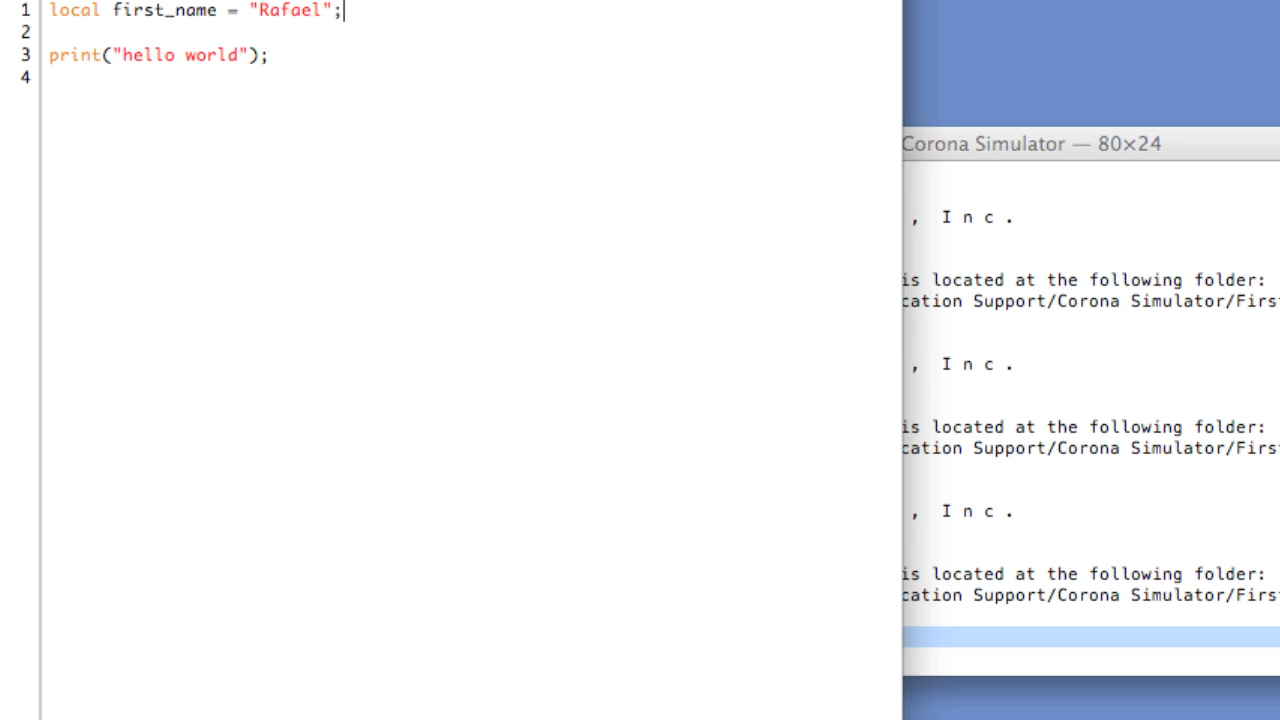 1 local first_name = "Rafael";
2
3 print("hello world");
4
Corona Simulator — 80×24
, I n c .
is located at the following folder:
cation Support/Corona Simulator/Firs
, I n c .
is located at the following folder:
cation Support/Corona Simulator/Firs
, I n c .
is located at the following folder:
cation Support/Corona Simulator/Firs